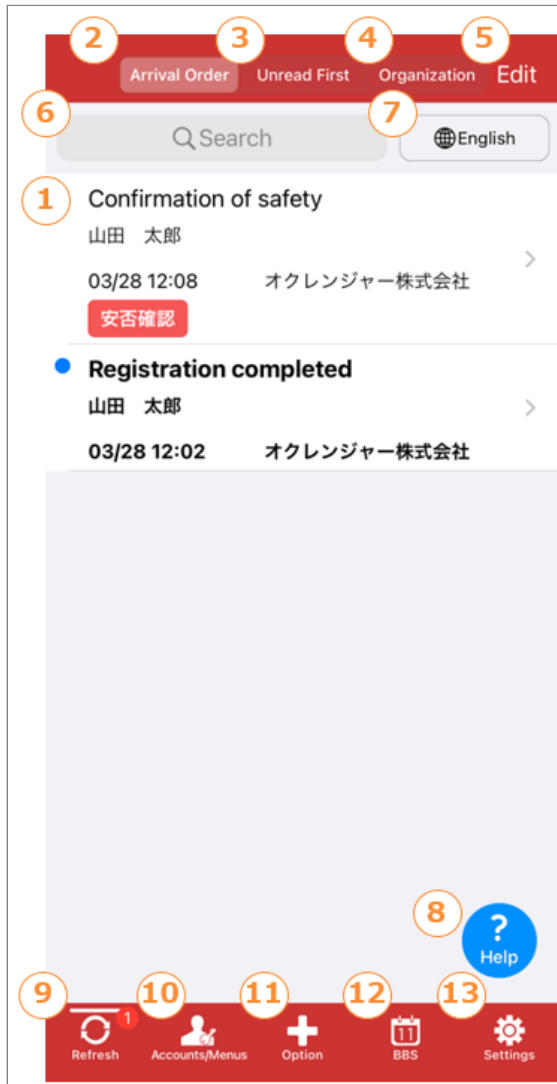 2 3 4 5
Arrival Order Unread First Organization Edit
6 7
Search English
1 Confirmation of safety
山田 太郎
03/28 12:08 オクレンジャー株式会社
安否確認
Registration completed
山田 太郎
03/28 12:02 オクレンジャー株式会社
8
?
Help
9 10 11 12 13
1 11
Refresh Accounts/Menus Option BBS Settings